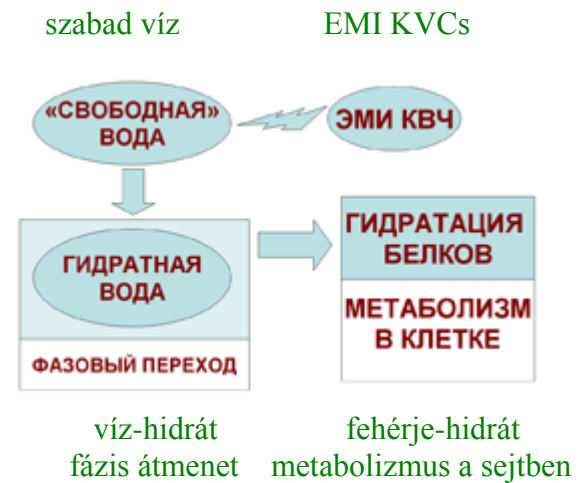 szabad víz EMI KVCs
«СВОБОДНАЯ» ВОДА
ЭМИ КВЧ
ГИДРАТНАЯ
ВОДА
ФАЗОВЫЙ ПЕРЕХОД
ГИДРАТАЦИЯ
БЕЛКОВ
МЕТАБОЛИЗМ
В КЛЕТКЕ
víz-hidrát fehérje-hidrát
fázis átmenet metabolizmus a sejtben